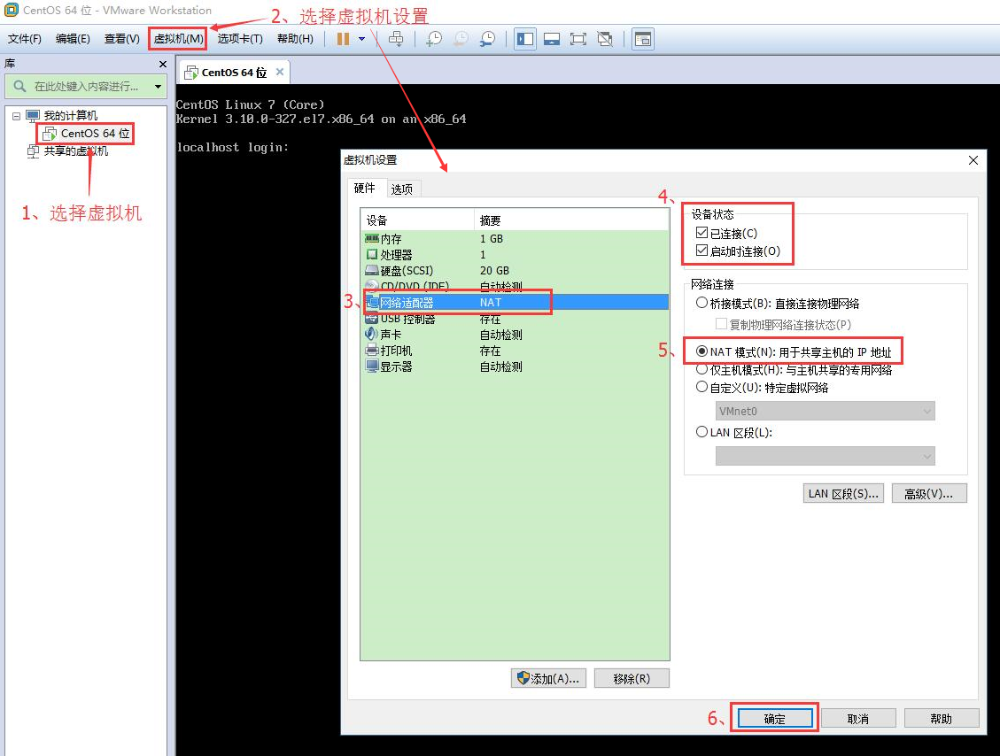 CentOS 64 位 - VMware Workstation
2、选择虚拟机设置
文件(F) 编辑(E) 查看(V) 虚拟机(M) 选项卡(T) 帮助(H)
库
CentOS 64 位
在此处键入内容进行...
我的计算机
CentOS 64 位
共享的虚拟机
1、选择虚拟机
CentOS Linux 7 (Core)
Kernel 3.10.0-327.el7.x86_64 on an x86_64
localhost login:
虚拟机设置
硬件 选项
设备 摘要
内存 1 GB
处理器 1
硬盘(SCSI) 20 GB
CD/DVD (IDE) 自动检测
3、 网络适配器 NAT
USB 控制器 存在
声卡 自动检测
打印机 存在
显示器 自动检测
添加(A)... 移除(R)
4、
设备状态
已连接(C)
启动时连接(O)
网络连接
桥接模式(B): 直接连接物理网络
复制物理网络连接状态(P)
5、 NAT 模式(N): 用于共享主机的 IP 地址
仅主机模式(H): 与主机共享的专用网络
自定义(U): 特定虚拟网络
VMnet0
LAN 区段(L):
LAN 区段(S)... 高级(V)...
6、 确定 取消 帮助